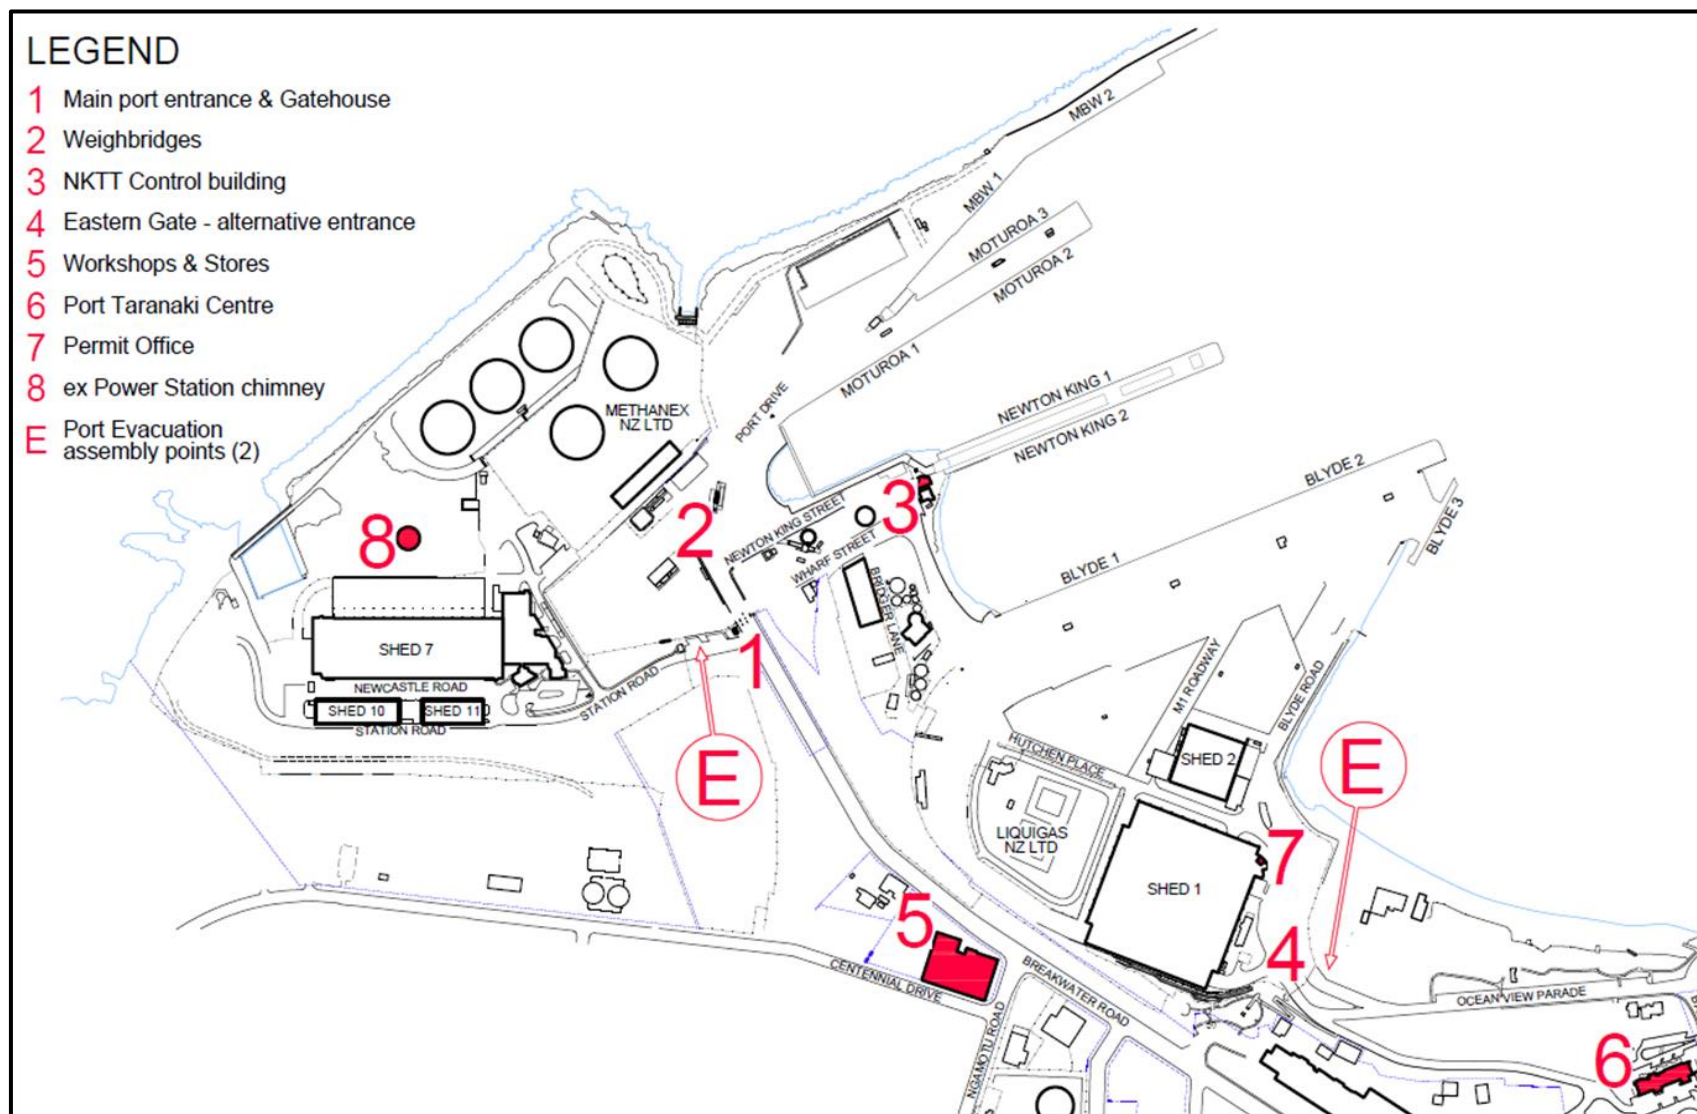 LEGEND
1 Main port entrance & Gatehouse
2 Weighbridges
3 NKTT Control building
4 Eastern Gate - alternative entrance
5 Workshops & Stores
6 Port Taranaki Centre
7 Permit Office
8 ex Power Station chimney
E Port Evacuation
assembly points (2)
MBW 2
MBW 1
MOTUROA 3
MOTUROA 2
MOTUROA 1
PORT DRIVE
METHANEX
NZ LTD
NEWTON KING 1
NEWTON KING 2
BLYDE 2
BLYDE 3
BLYDE 1
3
2
8
NEWTON KING STREET
WHARF STREET
BRIDGER LANE
1
SHED 7
NEWCASTLE ROAD
SHED 10
SHED 11
STATION ROAD
STATION ROAD
E
M1 ROADWAY
BLYDE ROAD
HUTCHEN PLACE
SHED 2
E
LIQUIGAS
NZ LTD
SHED 1
7
5
4
CENTENNIAL DRIVE
BREAKWATER ROAD
NGAMOTU ROAD
OCEAN VIEW PARADE
6